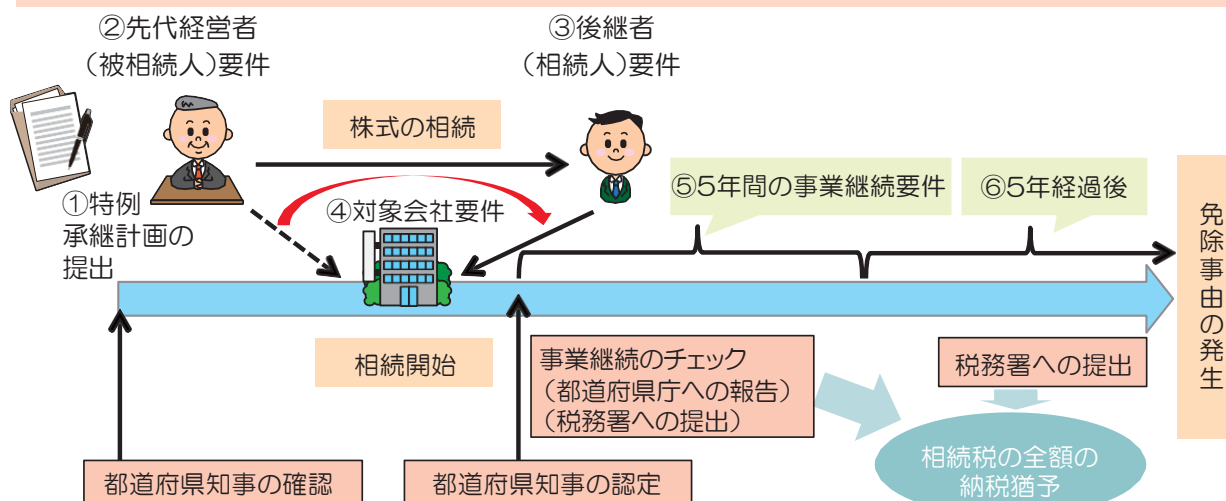 ②先代経営者
（被相続人）要件
③後継者
（相続人）要件
株式の相続
①特例
承継計画の
提出
④対象会社要件
⑤5年間の事業継続要件
⑥5年経過後
免除事由の発生
相続開始
事業継続のチェック
（都道府県庁への報告）
（税務署への提出）
税務署への提出
相続税の全額の
納税猶予
都道府県知事の確認
都道府県知事の認定